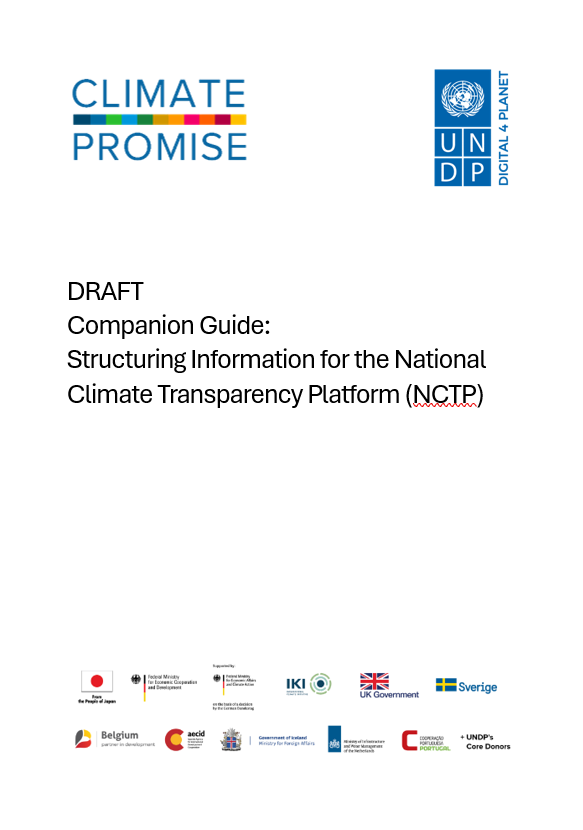 CLIMATE
PROMISE
UN
DP
DIGITAL 4 PLANET
DRAFT
Companion Guide:
Structuring Information for the National
Climate Transparency Platform (NCTP)
From
the People of Japan
Federal Ministry
for Economic Cooperation
and Development
Supported by:
Federal Ministry
for Economic Affairs
and Climate Action
on the basis of a decision
by the German Bundestag
IKI
UK Government
Sverige
Belgium
partner in development
aecid
Government of Ireland
Ministry for Foreign Affairs
Ministry of Infrastructure
and Water Management
of the Netherlands
COOPERAÇÃO
PORTUGUESA
PORTUGAL
+ UNDP's
Core Donors